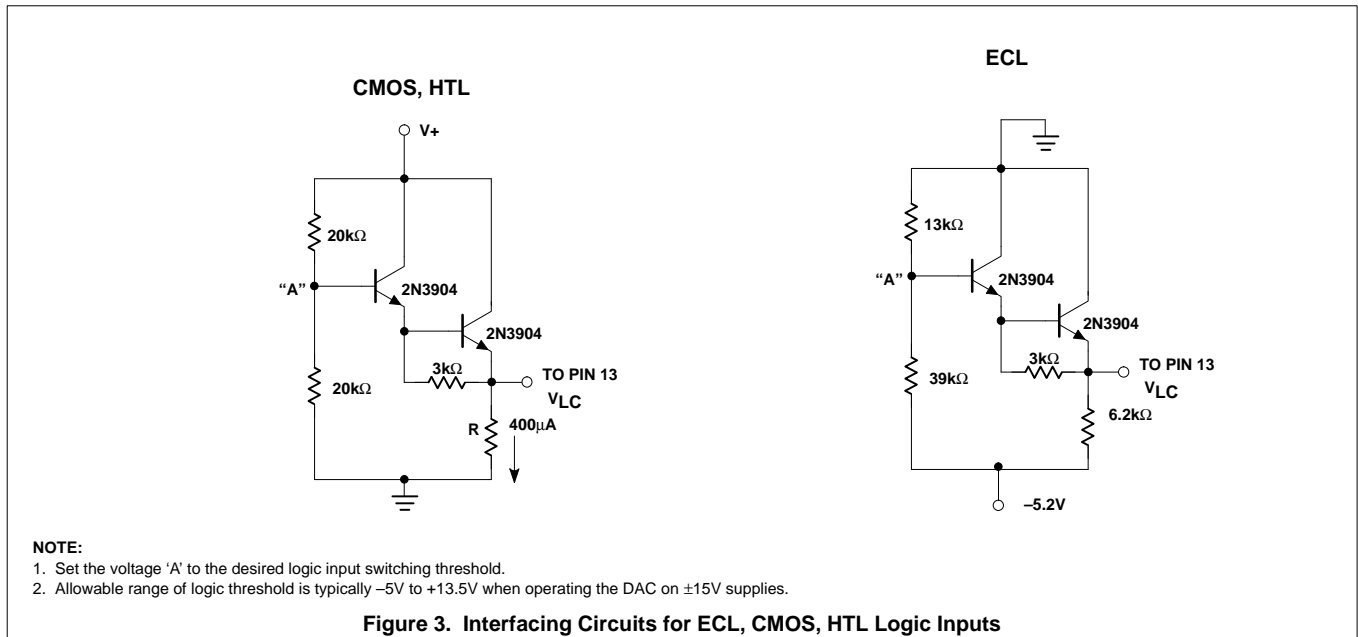 CMOS, HTL
V+
20kΩ
“A”
2N3904
2N3904
3kΩ
TO PIN 13
VLC
20kΩ
R
400μA
ECL
13kΩ
“A”
2N3904
2N3904
3kΩ
TO PIN 13
VLC
39kΩ
6.2kΩ
–5.2V
NOTE:
1. Set the voltage ‘A’ to the desired logic input switching threshold.
2. Allowable range of logic threshold is typically –5V to +13.5V when operating the DAC on ±15V supplies.
Figure 3. Interfacing Circuits for ECL, CMOS, HTL Logic Inputs